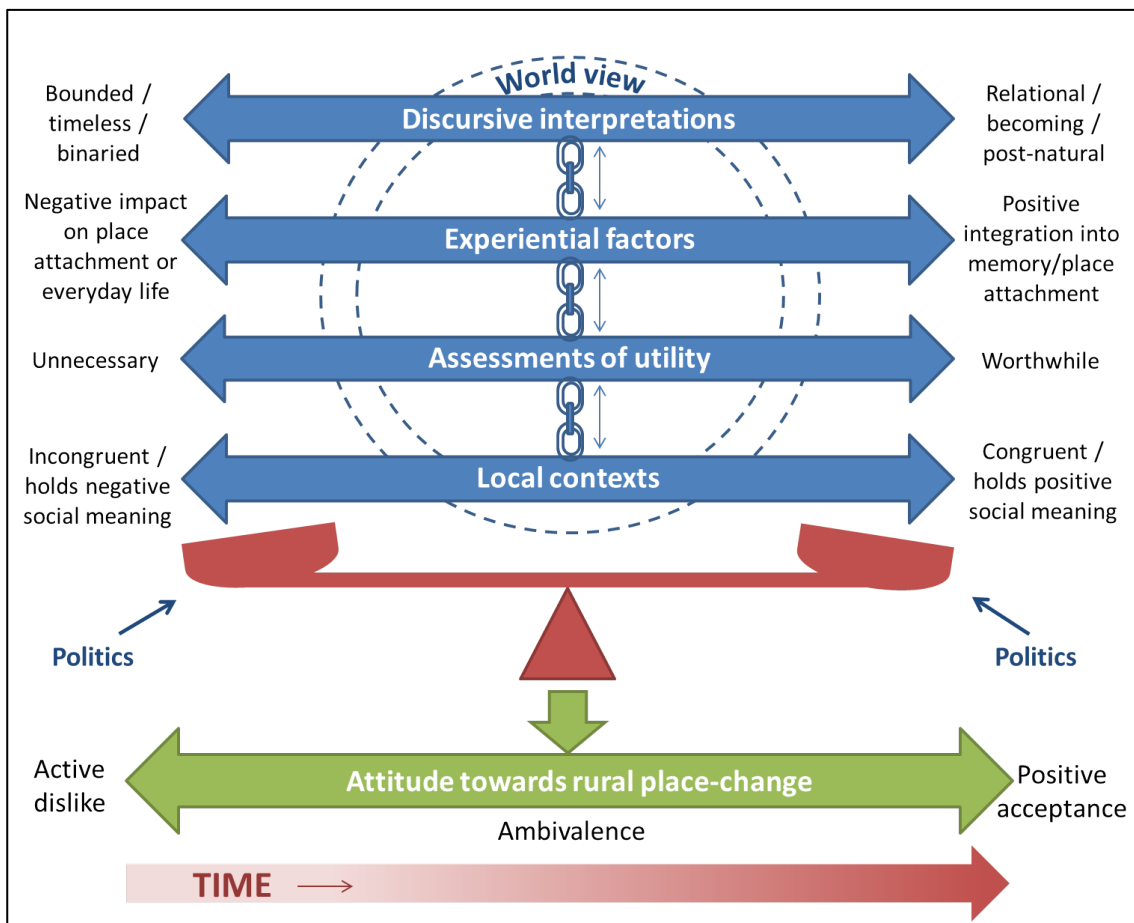 World view
Bounded /
timeless /
binaried
Discursive interpretations
Relational /
becoming /
post-natural
Negative impact
on place
attachment or
everyday life
Experiential factors
Positive
integration into
memory/place
attachment
Unnecessary
Assessments of utility
Worthwhile
Incongruent /
holds negative
social meaning
Local contexts
Congruent /
holds positive
social meaning
Politics
Politics
Active
dislike
Attitude towards rural place-change
Positive
acceptance
Ambivalence
TIME